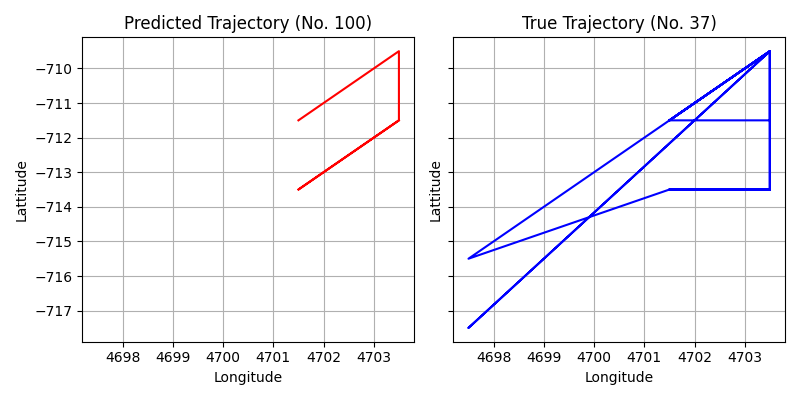 Predicted Trajectory (No. 100)
True Trajectory (No. 37)
Lattitude
−710
−711
−712
−713
−714
−715
−716
−717
4698 4699 4700 4701 4702 4703
Longitude
Lattitude
4698 4699 4700 4701 4702 4703
Longitude